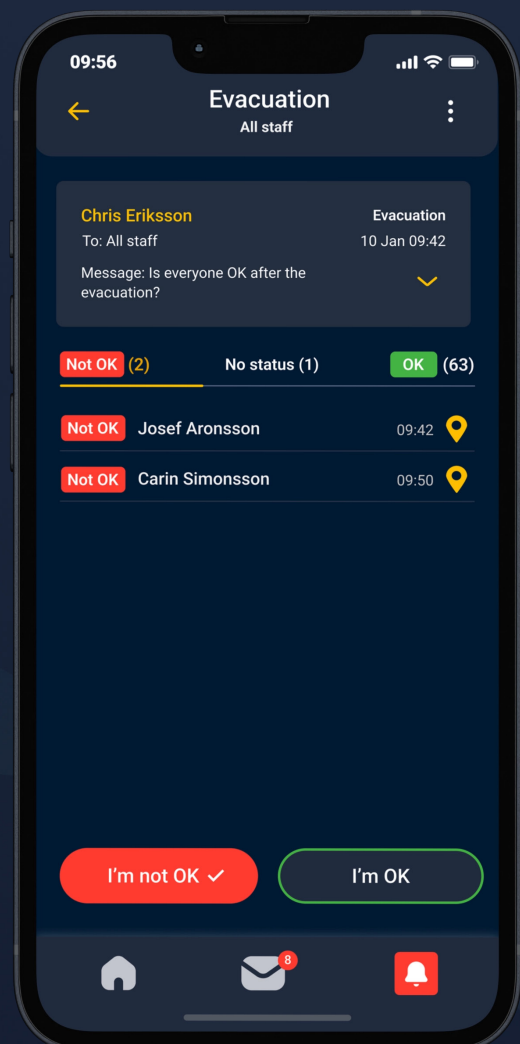 09:56
Evacuation
All staff
Chris Eriksson
Evacuation
To: All staff
10 Jan 09:42
Message: Is everyone OK after the
evacuation?
Not OK (2)
No status (1)
OK (63)
Not OK Josef Aronsson 09:42
Not OK Carin Simonsson 09:50
I'm not OK
I'm OK
8